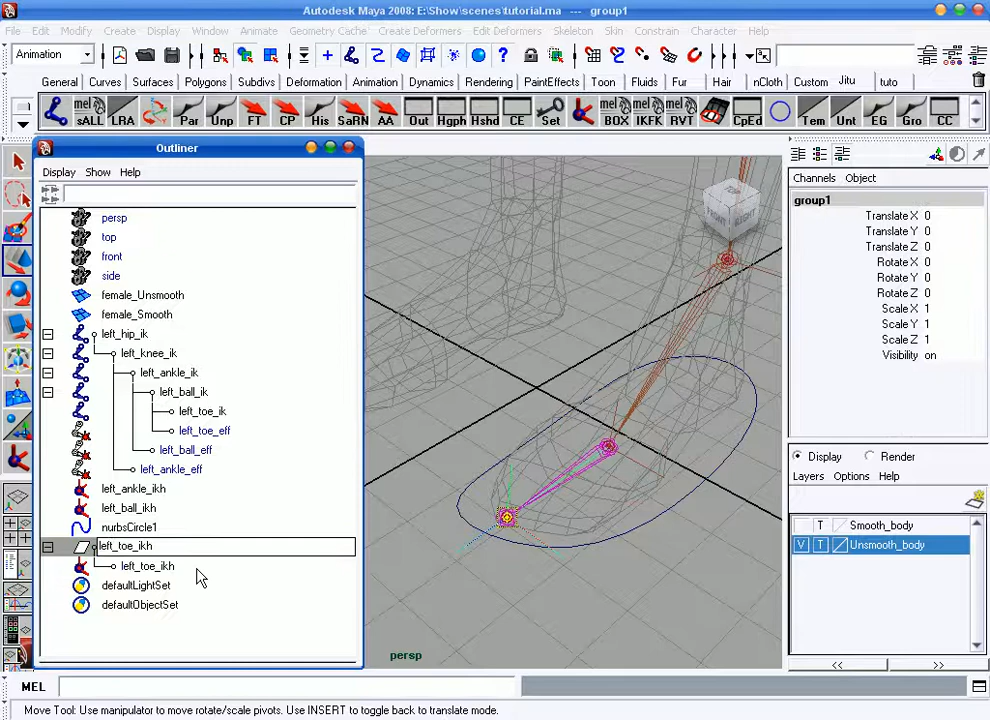 Autodesk Maya 2008: E:\Show\scenes\tutorial.ma --- group1
File Edit Modify Create Display Window Animate Geometry Cache Create Deformers Edit Deformers Skeleton Skin Constrain Character Help
Animation
General Curves Surfaces Polygons Subdivs Deformation Animation Dynamics Rendering PaintEffects Toon Fluids Fur Hair nCloth Custom Jitu tuto
mel mel mel mel
sALL LRA Par Unp FT CP His SaRN AA Out Hgph Hshd CE Set BOX IKFK RVT CpEd Tem Unt EG Gro CC
Outliner
Display Show Help
persp
top
front
side
female_Unsmooth
female_Smooth
left_hip_ik
left_knee_ik
left_ankle_ik
left_ball_ik
left_toe_ik
left_toe_eff
left_ball_eff
left_ankle_eff
left_ankle_ikh
left_ball_ikh
nurbsCircle1
left_toe_ikh
left_toe_ikh
defaultLightSet
defaultObjectSet
FRONT RIGHT
persp
Channels Object
group1
Translate X 0
Translate Y 0
Translate Z 0
Rotate X 0
Rotate Y 0
Rotate Z 0
Scale X 1
Scale Y 1
Scale Z 1
Visibility on
Display Render
Layers Options Help
T Smooth_body
V T Unsmooth_body
<< >>
MEL
Move Tool: Use manipulator to move rotate/scale pivots. Use INSERT to toggle back to translate mode.